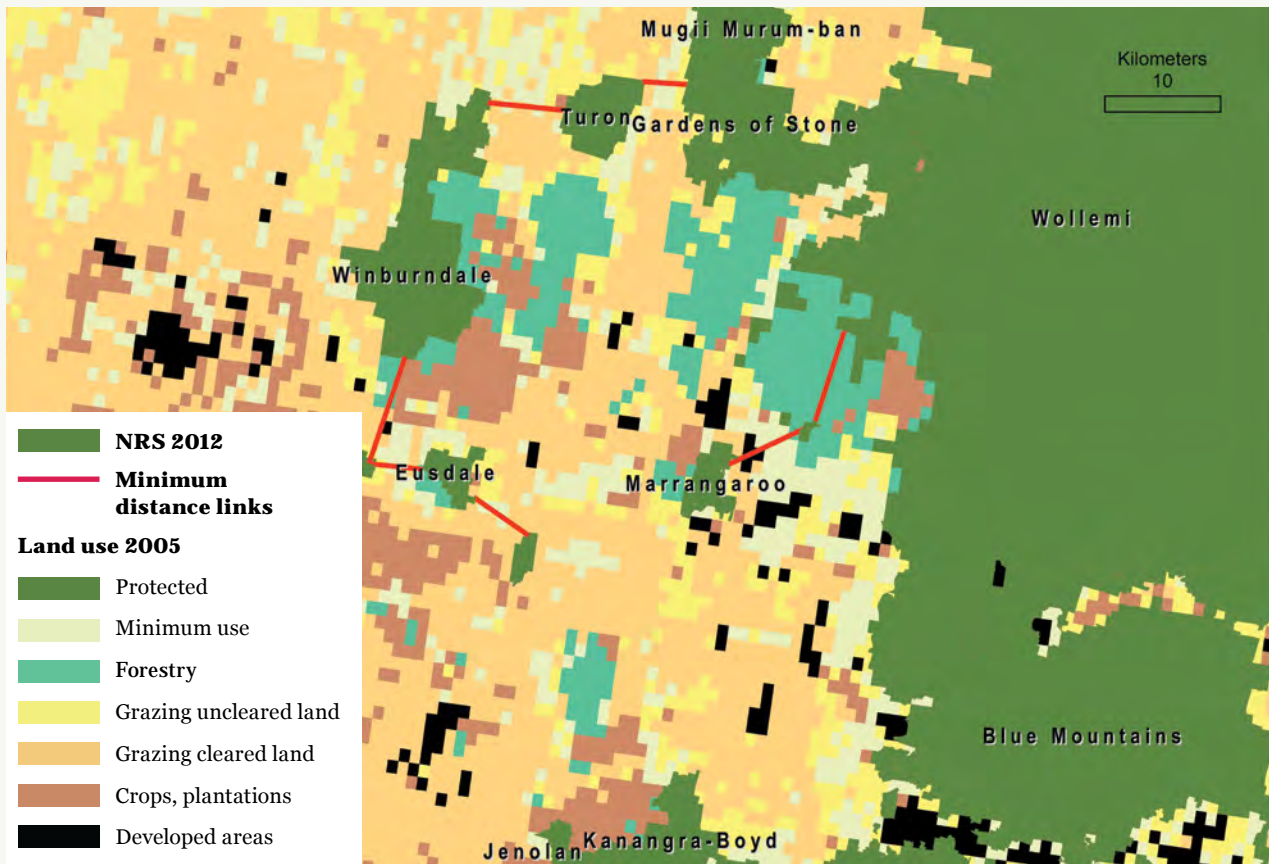 Mugii Murum-ban
Kilometers
10
Turon
Gardens of Stone
Wollemi
Winburndale
Eusdale
Marrangaroo
Blue Mountains
Kanangra-Boyd
Jenolan
NRS 2012
Minimum
distance links
Land use 2005
Protected
Minimum use
Forestry
Grazing uncleared land
Grazing cleared land
Crops, plantations
Developed areas